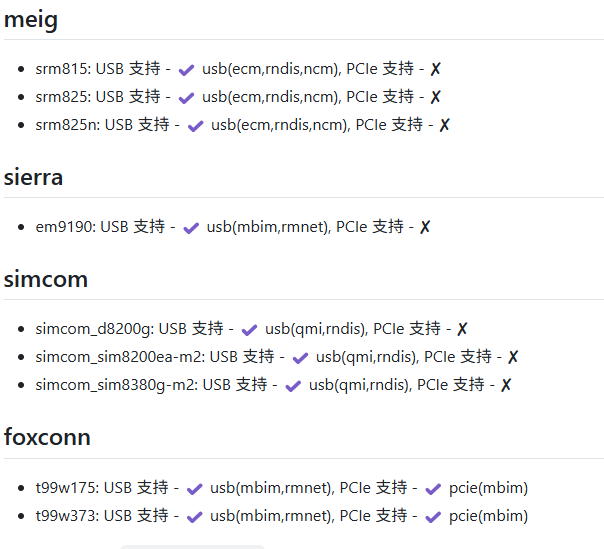 meig
• srm815: USB 支持 - ✔ usb(ecm,rndis,ncm), PCIe 支持 - ✗
• srm825: USB 支持 - ✔ usb(ecm,rndis,ncm), PCIe 支持 - ✗
• srm825n: USB 支持 - ✔ usb(ecm,rndis,ncm), PCIe 支持 - ✗
sierra
• em9190: USB 支持 - ✔ usb(mbim,rmnet), PCIe 支持 - ✗
simcom
• simcom_d8200g: USB 支持 - ✔ usb(qmi,rndis), PCIe 支持 - ✗
• simcom_sim8200ea-m2: USB 支持 - ✔ usb(qmi,rndis), PCIe 支持 - ✗
• simcom_sim8380g-m2: USB 支持 - ✔ usb(qmi,rndis), PCIe 支持 - ✗
foxconn
• t99w175: USB 支持 - ✔ usb(mbim,rmnet), PCIe 支持 - ✔ pcie(mbim)
• t99w373: USB 支持 - ✔ usb(mbim,rmnet), PCIe 支持 - ✔ pcie(mbim)